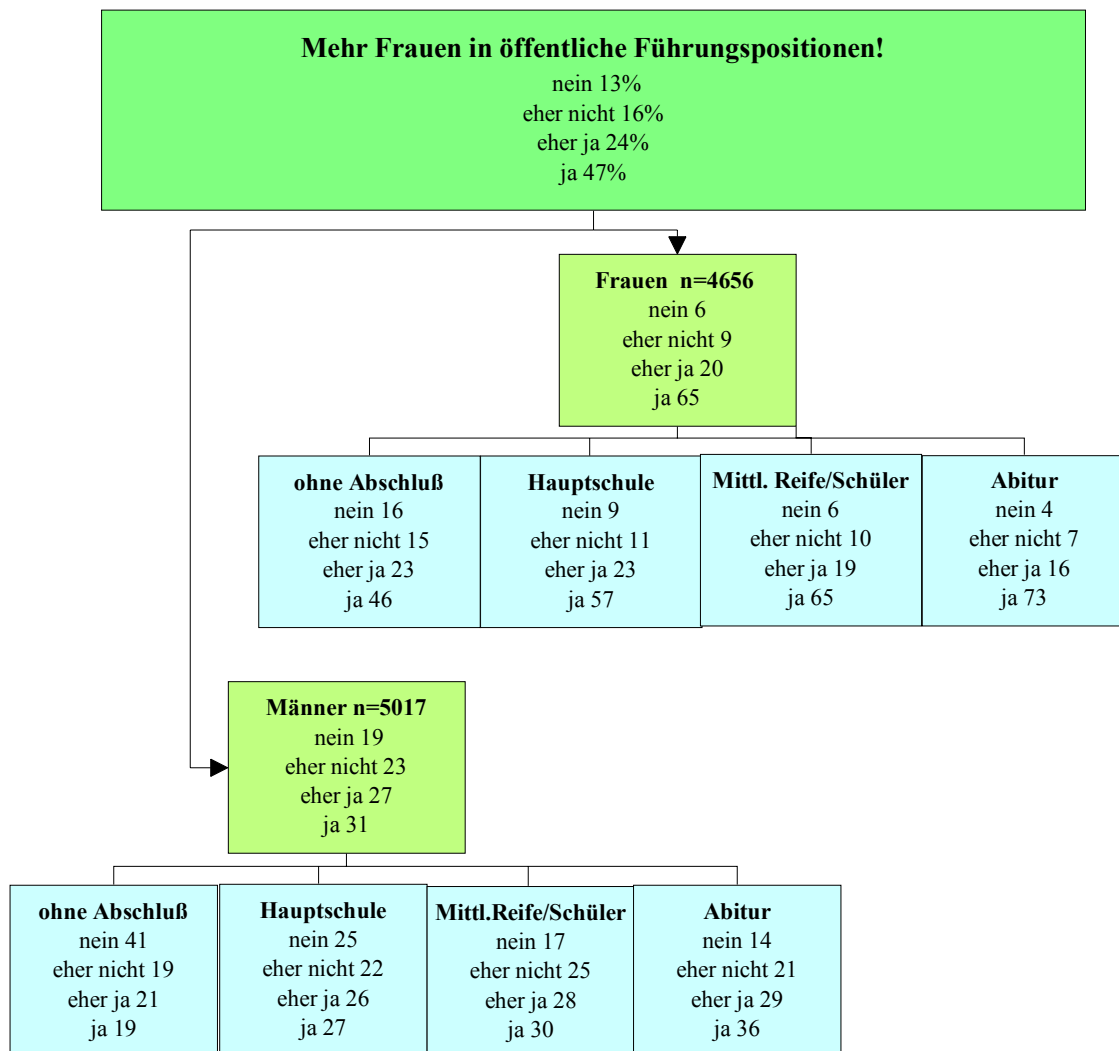 Mehr Frauen in öffentliche Führungspositionen!
nein 13%
eher nicht 16%
eher ja 24%
ja 47%
Frauen n=4656
nein 6
eher nicht 9
eher ja 20
ja 65
ohne Abschluß
nein 16
eher nicht 15
eher ja 23
ja 46
Hauptschule
nein 9
eher nicht 11
eher ja 23
ja 57
Mittl. Reife/Schüler
nein 6
eher nicht 10
eher ja 19
ja 65
Abitur
nein 4
eher nicht 7
eher ja 16
ja 73
Männer n=5017
nein 19
eher nicht 23
eher ja 27
ja 31
ohne Abschluß
nein 41
eher nicht 19
eher ja 21
ja 19
Hauptschule
nein 25
eher nicht 22
eher ja 26
ja 27
Mittl.Reife/Schüler
nein 17
eher nicht 25
eher ja 28
ja 30
Abitur
nein 14
eher nicht 21
eher ja 29
ja 36